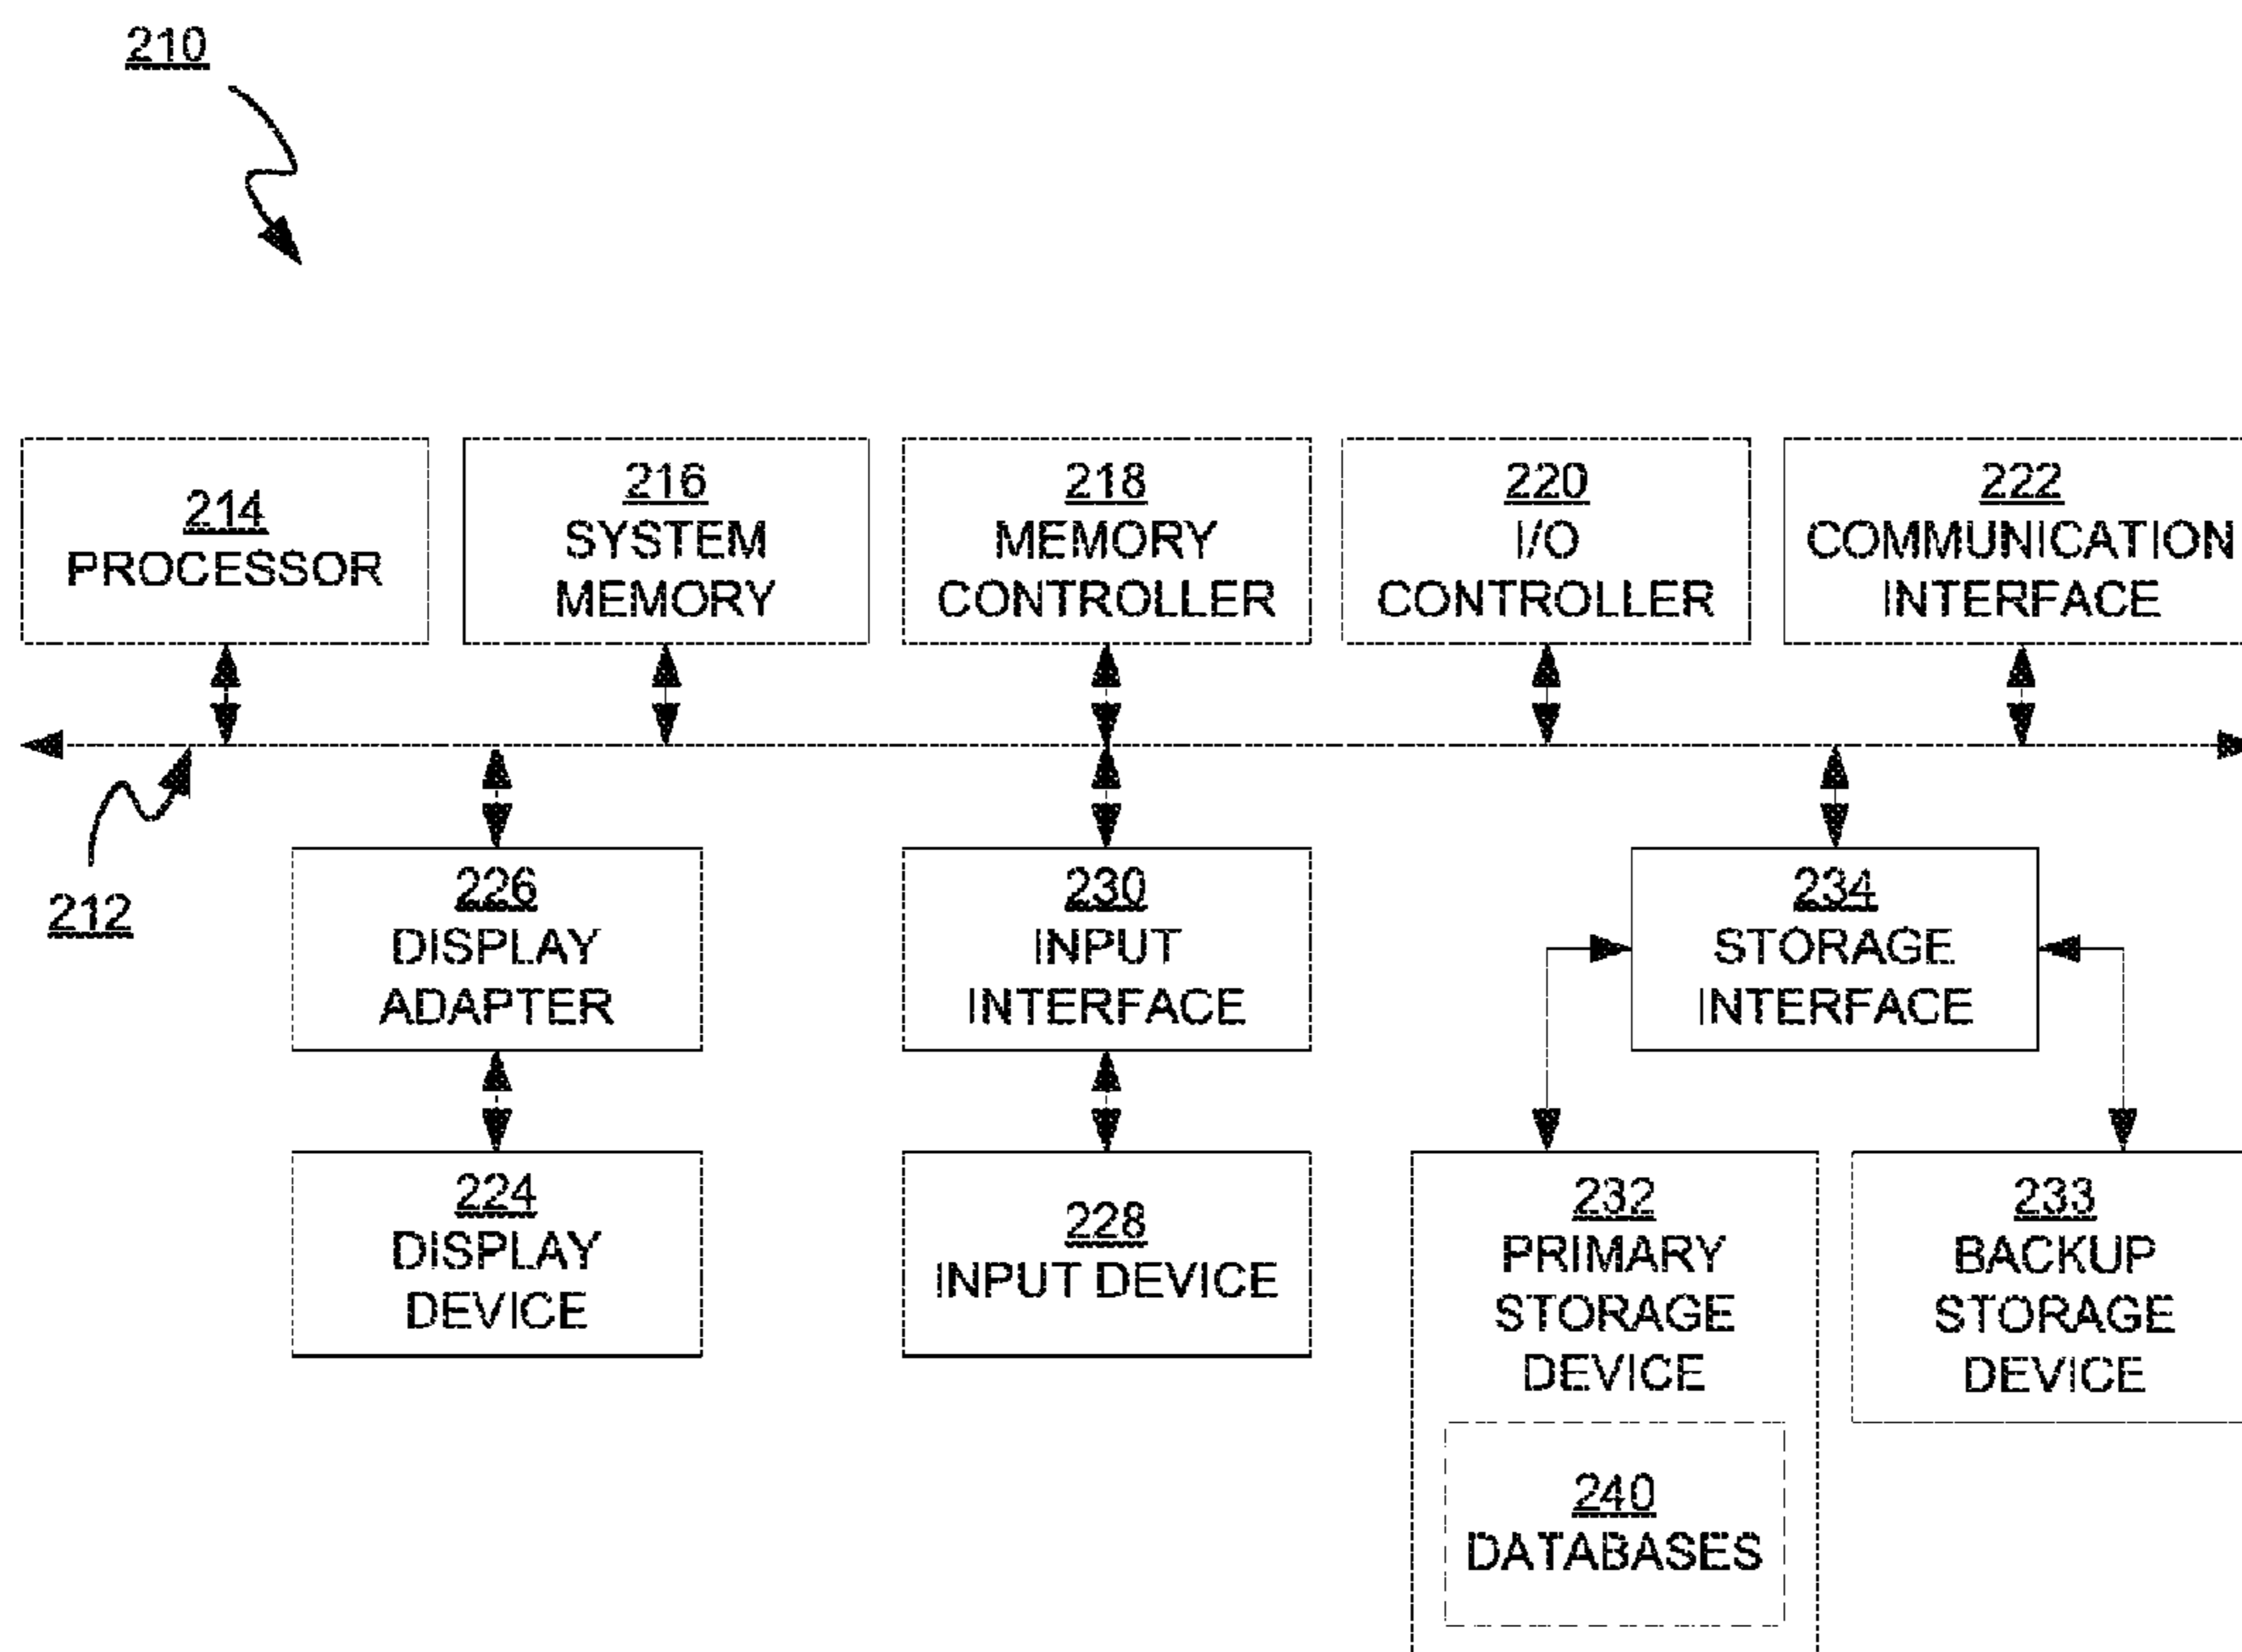 210
214
PROCESSOR
216
SYSTEM
MEMORY
218
MEMORY
CONTROLLER
220
I/O
CONTROLLER
222
COMMUNICATION
INTERFACE
212
226
DISPLAY
ADAPTER
230
INPUT
INTERFACE
234
STORAGE
INTERFACE
224
DISPLAY
DEVICE
228
INPUT DEVICE
232
PRIMARY
STORAGE
DEVICE
233
BACKUP
STORAGE
DEVICE
240
DATABASES